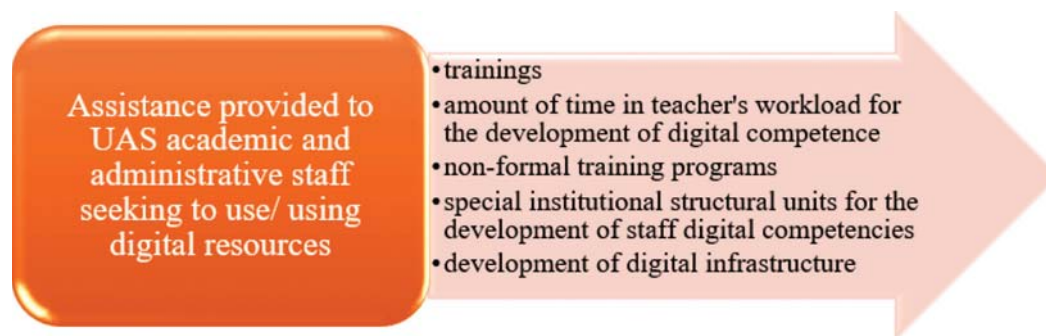 Assistance provided to
UAS academic and
administrative staff
seeking to use/ using
digital resources
•trainings
•amount of time in teacher's workload for
the development of digital competence
•non-formal training programs
•special institutional structural units for the
development of staff digital competencies
•development of digital infrastructure